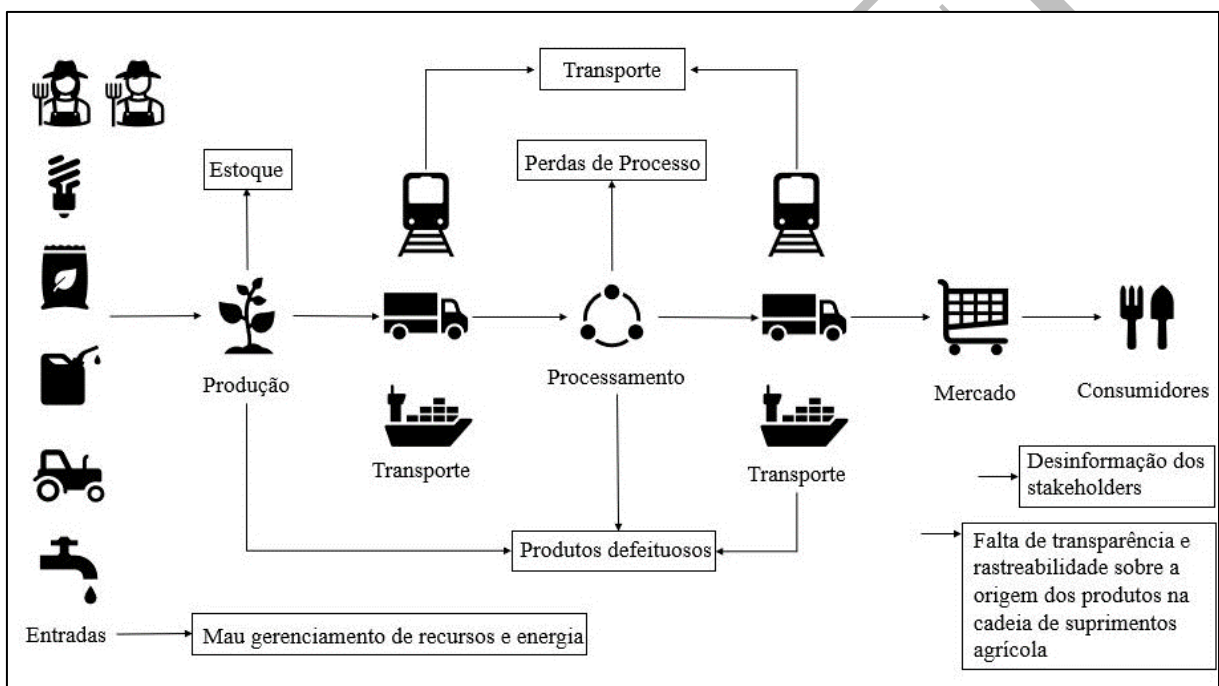 Transporte
Estoque
Perdas de Processo
Produção
Transporte
Processamento
Transporte
Mercado
Consumidores
Produtos defeituosos
Desinformação dos
stakeholders
Falta de transparência e
rastreabilidade sobre a
origem dos produtos na
cadeia de suprimentos
agrícola
Entradas
Mau gerenciamento de recursos e energia